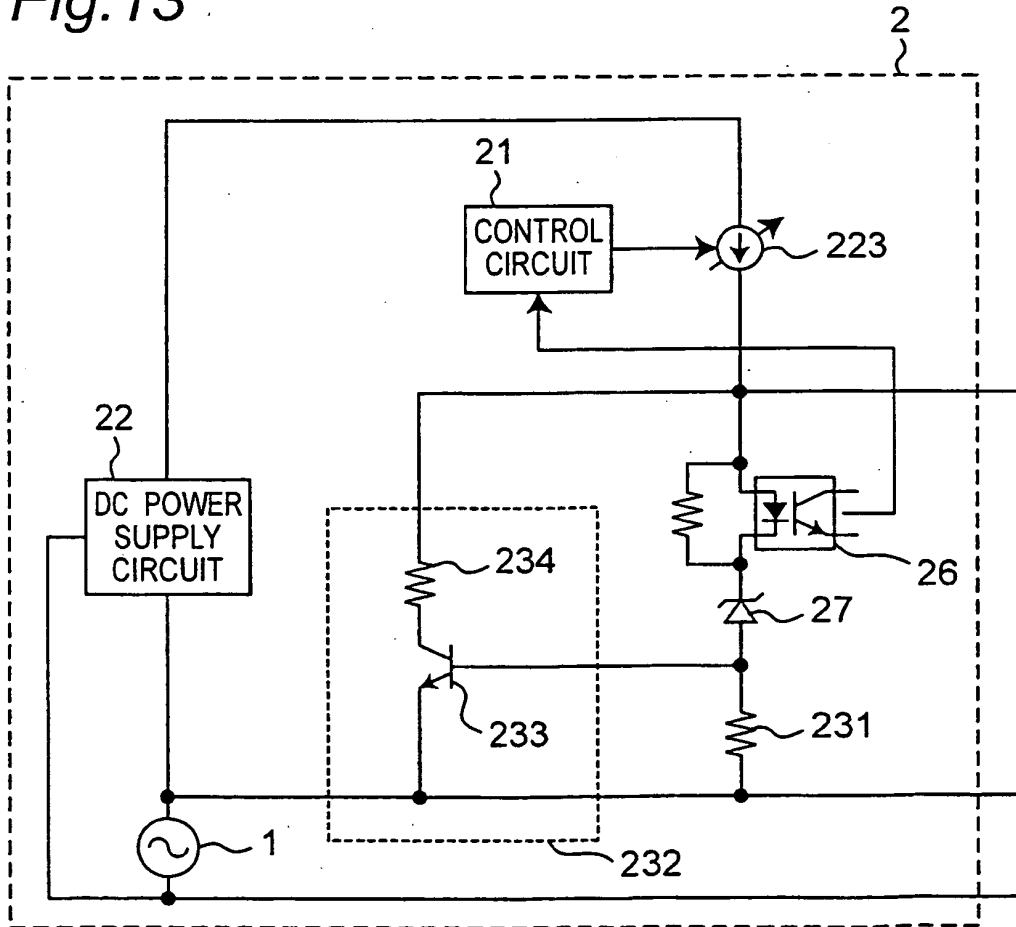 Fig.13
2
21
CONTROL
CIRCUIT
223
22
DC POWER
SUPPLY
CIRCUIT
234
26
27
233
231
1
232